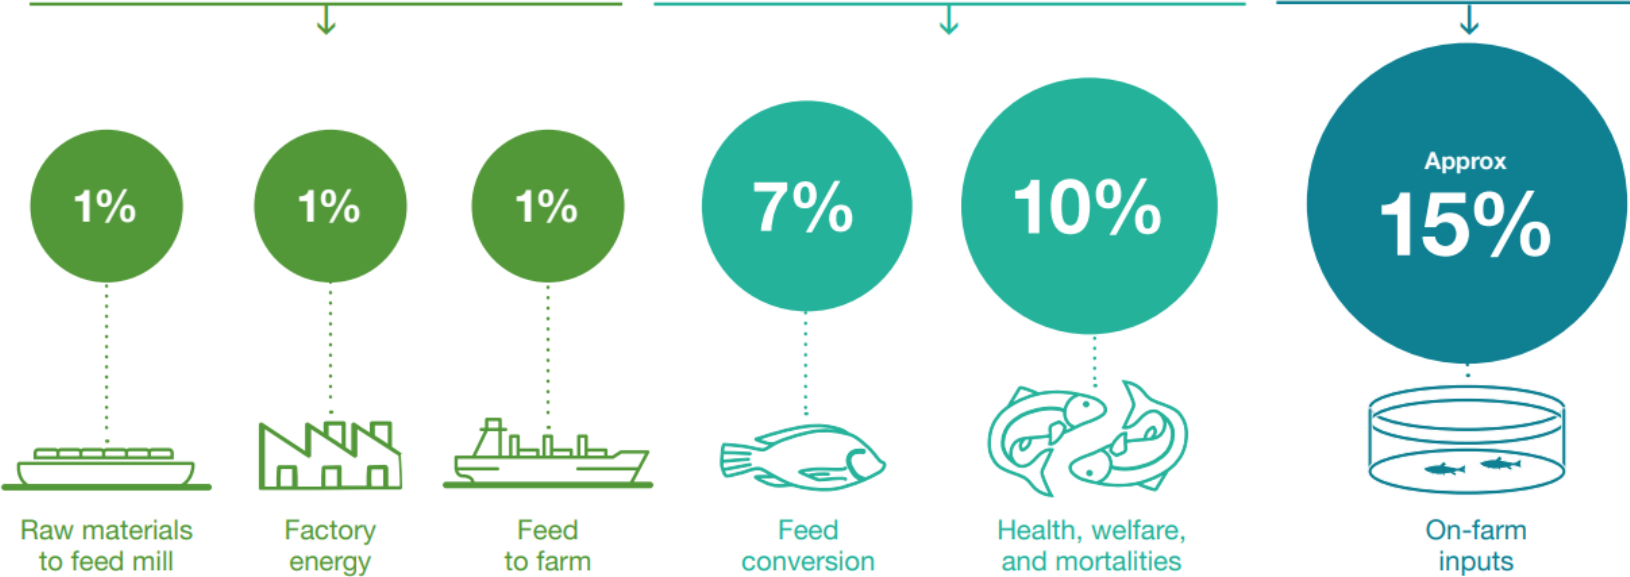 1%
1%
1%
7%
10%
Approx
15%
Raw materials
to feed mill
Factory
energy
Feed
to farm
Feed
conversion
Health, welfare,
and mortalities
On-farm
inputs